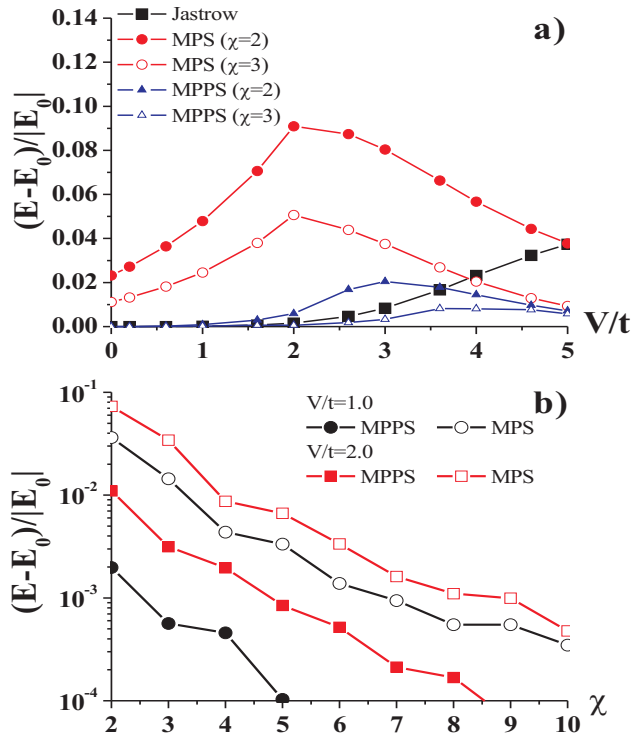 a)
Jastrow
MPS (χ=2)
MPS (χ=3)
MPPS (χ=2)
MPPS (χ=3)
(E-E₀)/|E₀|
0.14
0.12
0.10
0.08
0.06
0.04
0.02
0.00
0 1 2 3 4 5 V/t
b)
V/t=1.0
MPPS MPS
V/t=2.0
MPPS MPS
(E-E₀)/|E₀|
10⁻¹
10⁻²
10⁻³
10⁻⁴
2 3 4 5 6 7 8 9 10 χ